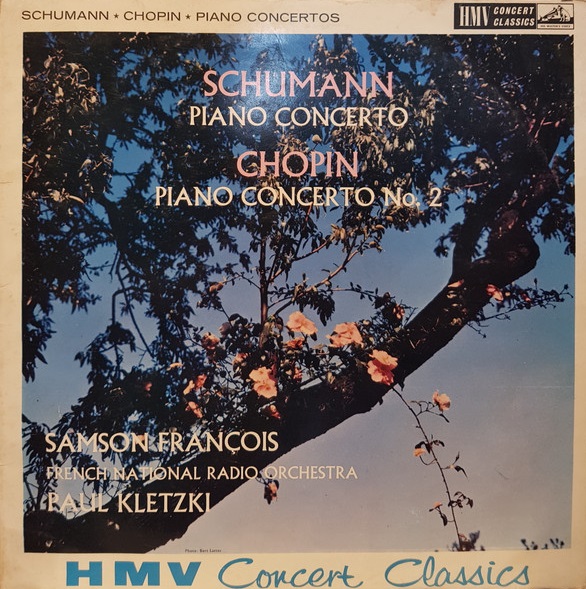 SCHUMANN ★ CHOPIN ★ PIANO CONCERTOS
HMV CONCERT CLASSICS
SCHUMANN
PIANO CONCERTO
CHOPIN
PIANO CONCERTO No. 2
SAMSON FRANÇOIS
FRENCH NATIONAL RADIO ORCHESTRA
PAUL KLETZKI
HMV Concert Classics